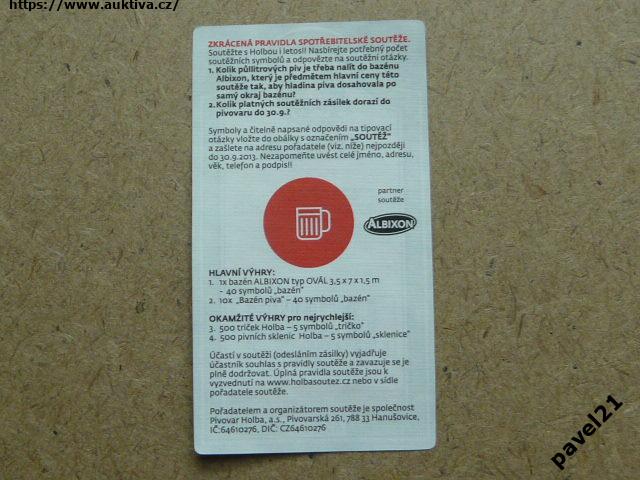 https://www.auktiva.cz/
ZKRÁCENÁ PRAVIDLA SPOTŘEBITELSKÉ SOUTĚŽE.
Soutěžte s Holbou i letos!! Nasbírejte potřebný počet
soutěžních symbolů a odpovězte na soutěžní otázky.
1. Kolik půllitrových piv je třeba nalít do bazénu
Albixon, který je předmětem hlavní ceny této
soutěže tak, aby hladina piva dosahovala po
samý okraj bazénu?
2. Kolik platných soutěžních zásilek dorazí do
pivovaru do 30.9.?
Symboly a čitelně napsané odpovědi na tipovací
otázky vložte do obálky s označením „SOUTĚŽ"
a zašlete na adresu pořadatele (viz. níže) nejpozději
do 30.9.2013. Nezapomeňte uvést celé jméno, adresu,
věk, telefon a podpis!!
partner
soutěže
ALBIXON
HLAVNÍ VÝHRY:
1. 1x bazén ALBIXON typ OVÁL 3,5 x 7 x 1,5 m
- 40 symbolů „bazén"
2. 10x „Bazén piva" – 40 symbolů „bazén"
OKAMŽITÉ VÝHRY pro nejrychlejší:
3. 500 triček Holba – 5 symbolů „tričko"
4. 500 pivních sklenic Holba – 5 symbolů „sklenice"
Účastí v soutěži (odesláním zásilky) vyjadřuje
účastník souhlas s pravidly soutěže a zavazuje se je
plně dodržovat. Úplná pravidla soutěže jsou k
vyzvednutí na www.holbasoutez.cz nebo v sídle
pořadatele soutěže.
Pořadatelem a organizátorem soutěže je společnost
Pivovar Holba, a.s., Pivovarská 261, 788 33 Hanušovice,
IČ:64610276, DIČ: CZ64610276
pavel21